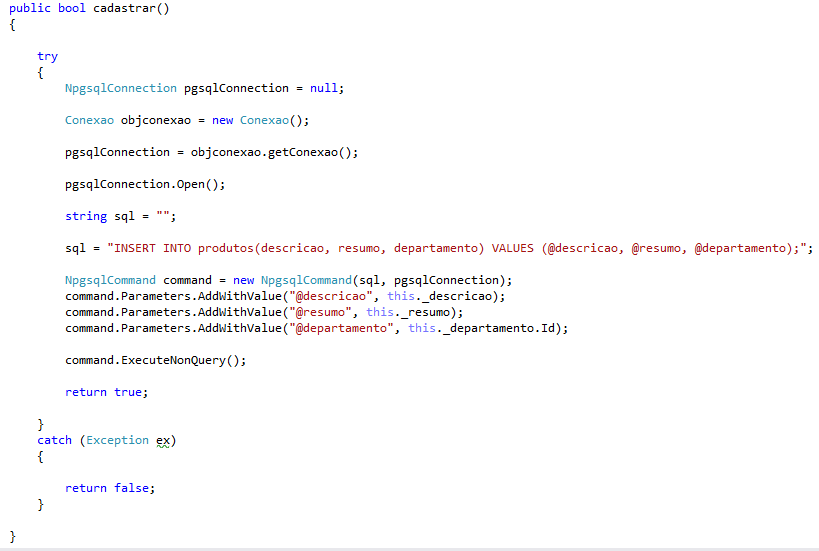 public bool cadastrar()
{
try
{
NpgsqlConnection pgsqlConnection = null;
Conexao objconexao = new Conexao();
pgsqlConnection = objconexao.getConexao();
pgsqlConnection.Open();
string sql = "";
sql = "INSERT INTO produtos(descricao, resumo, departamento) VALUES (@descricao, @resumo, @departamento);";
NpgsqlCommand command = new NpgsqlCommand(sql, pgsqlConnection);
command.Parameters.AddWithValue("@descricao", this._descricao);
command.Parameters.AddWithValue("@resumo", this._resumo);
command.Parameters.AddWithValue("@departamento", this._departamento.Id);
command.ExecuteNonQuery();
return true;
}
catch (Exception ex)
{
return false;
}
}